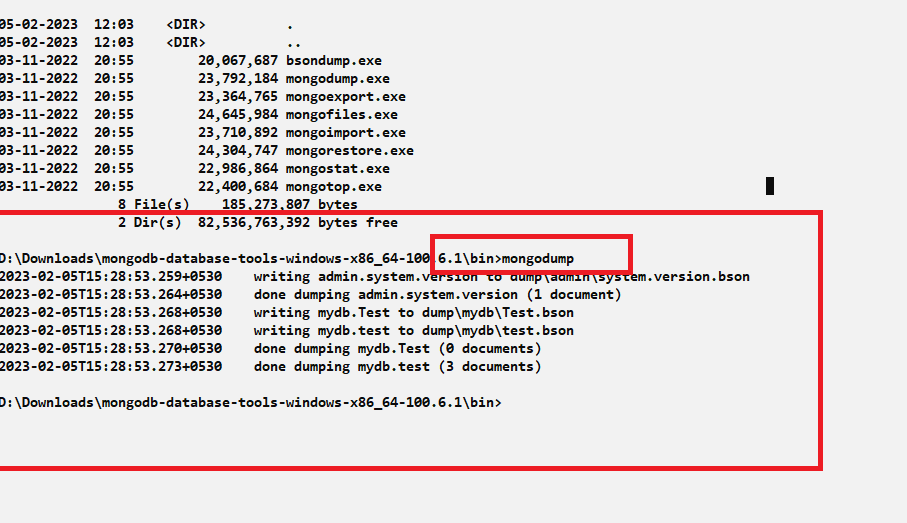 05-02-2023  12:03    <DIR>          .
05-02-2023  12:03    <DIR>          ..
03-11-2022  20:55        20,067,687 bsondump.exe
03-11-2022  20:55        23,792,184 mongodump.exe
03-11-2022  20:55        23,364,765 mongoexport.exe
03-11-2022  20:55        24,645,984 mongofiles.exe
03-11-2022  20:55        23,710,892 mongoimport.exe
03-11-2022  20:55        24,304,747 mongorestore.exe
03-11-2022  20:55        22,986,864 mongostat.exe
03-11-2022  20:55        22,400,684 mongotop.exe
8 File(s)    185,273,807 bytes
2 Dir(s)  82,536,763,392 bytes free
D:\Downloads\mongodb-database-tools-windows-x86_64-100.6.1\bin>mongodump
2023-02-05T15:28:53.259+0530    writing admin.system.version to dump\admin\system.version.bson
2023-02-05T15:28:53.264+0530    done dumping admin.system.version (1 document)
2023-02-05T15:28:53.268+0530    writing mydb.Test to dump\mydb\Test.bson
2023-02-05T15:28:53.268+0530    writing mydb.test to dump\mydb\test.bson
2023-02-05T15:28:53.270+0530    done dumping mydb.Test (0 documents)
2023-02-05T15:28:53.273+0530    done dumping mydb.test (3 documents)
D:\Downloads\mongodb-database-tools-windows-x86_64-100.6.1\bin>